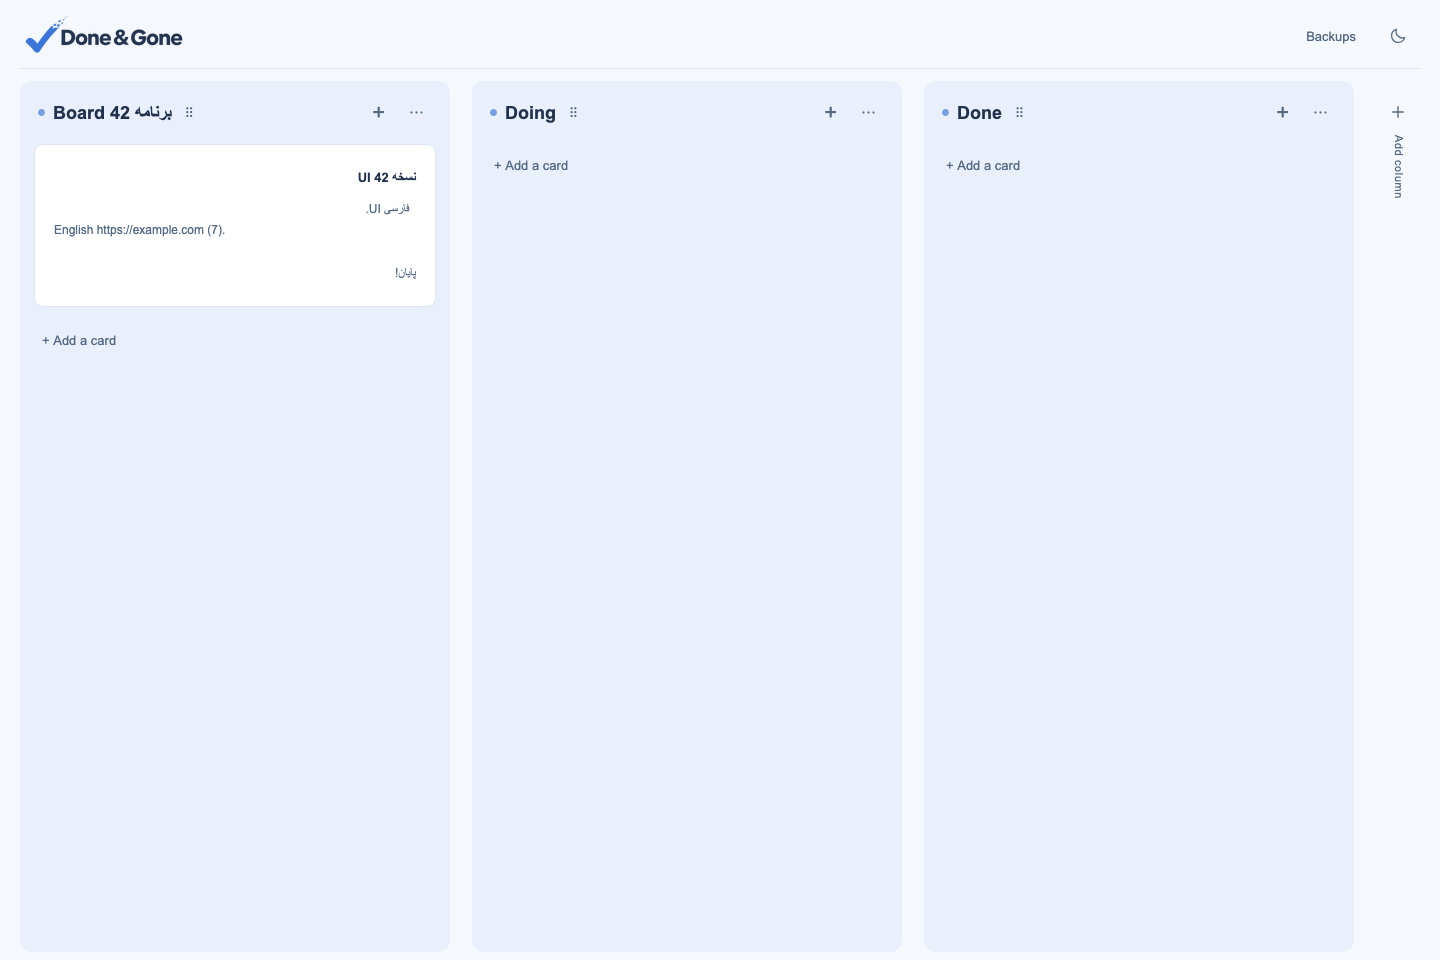 Done & Gone
Backups
Board 42 برنامه
نسخه UI 42
فارسی UI.
English https://example.com (7).
پایان!
+ Add a card
Doing
+ Add a card
Done
+ Add a card
Add column